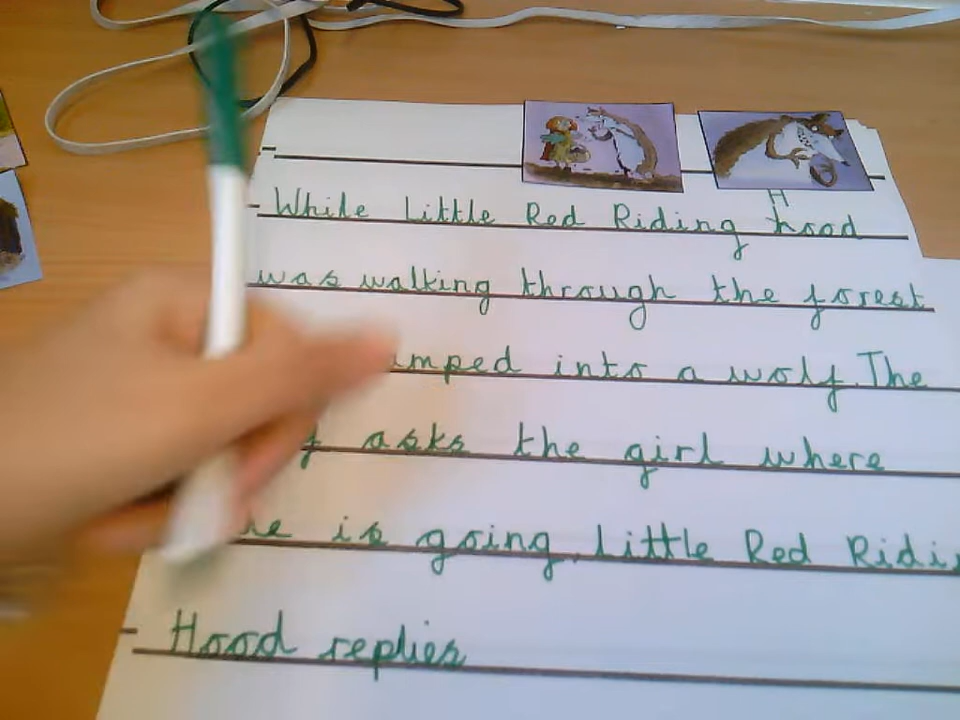 While Little Red Riding Hood
was walking through the forest
into a wolf. The
asks the girl where
is going. Little Red
Hood replies